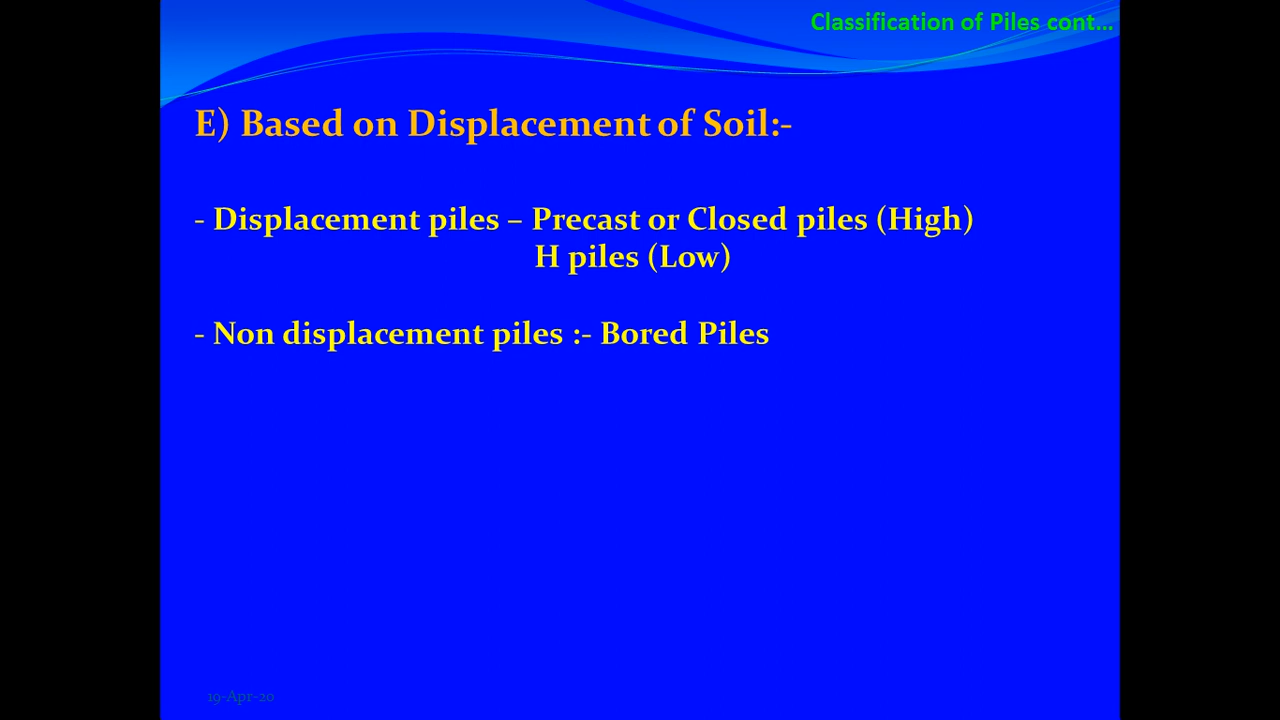 Classification of Piles cont...
E) Based on Displacement of Soil:-
- Displacement piles – Precast or Closed piles (High)
H piles (Low)
- Non displacement piles :- Bored Piles
19-Apr-20